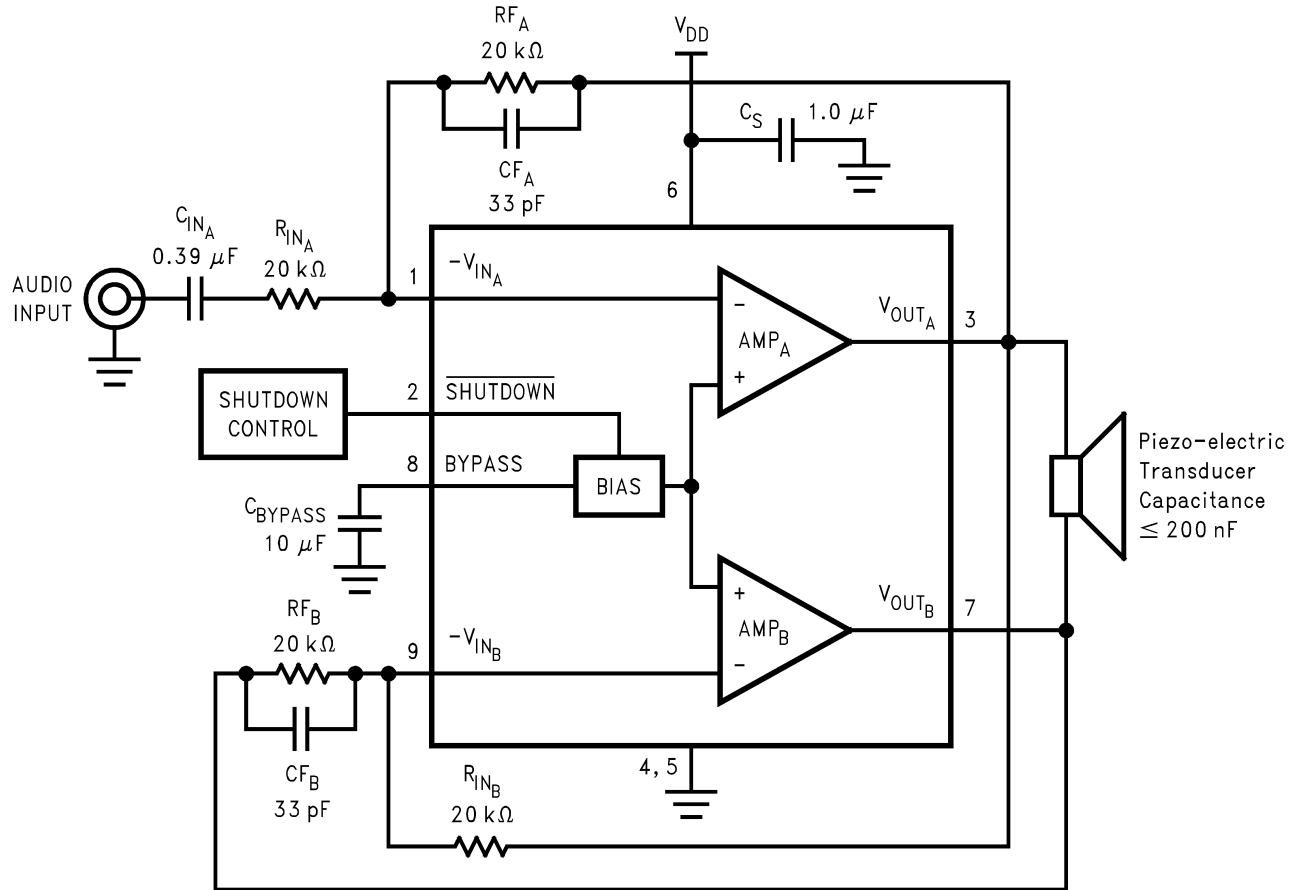 RF_A
20 kΩ
CF_A
33 pF
V_DD
C_S 1.0 μF
6
C_IN_A
0.39 μF
R_IN_A
20 kΩ
AUDIO
INPUT
1
-V_IN_A
-
AMP_A
+
V_OUT_A
3
SHUTDOWN
CONTROL
2
SHUTDOWN
8
BYPASS
BIAS
C_BYPASS
10 μF
Piezo-electric
Transducer
Capacitance
≤ 200 nF
RF_B
20 kΩ
CF_B
33 pF
9
-V_IN_B
+
AMP_B
-
V_OUT_B
7
4, 5
R_IN_B
20 kΩ